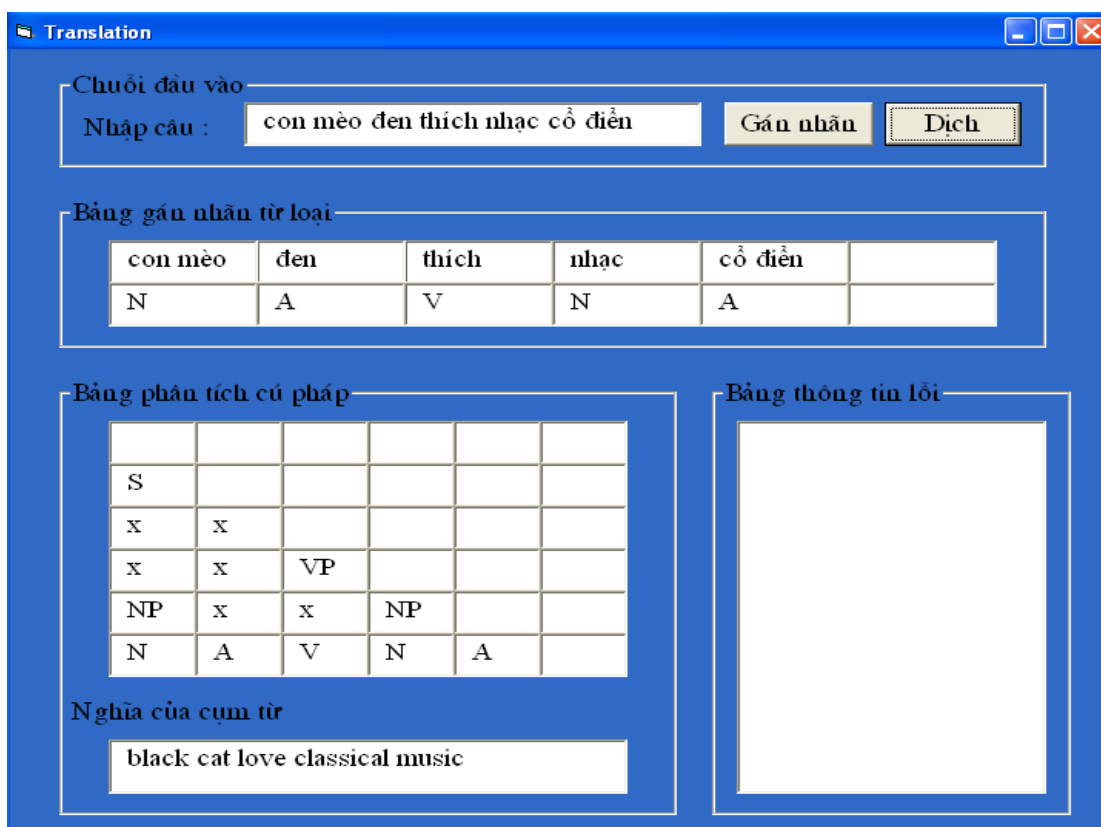 Translation
Chuỗi đầu vào
Nhập câu : con mèo đen thích nhạc cổ điển Gán nhãn Dịch
Bảng gán nhãn từ loại
con mèo đen thích nhạc cổ điển
N A V N A
Bảng phân tích cú pháp Bảng thông tin lỗi
S
x x
x x VP
NP x x NP
N A V N A
Nghĩa của cụm từ
black cat love classical music